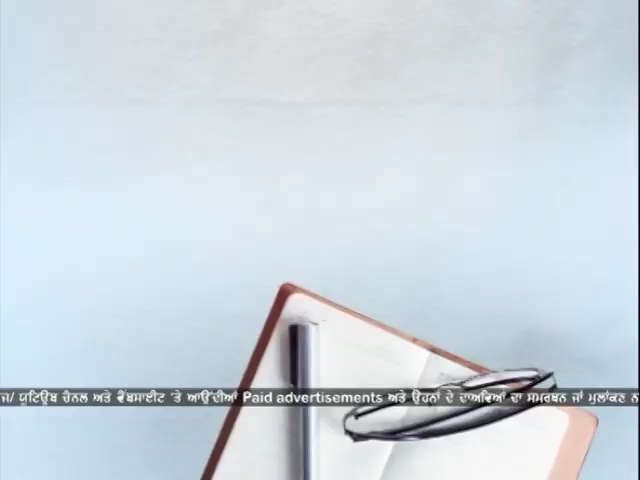 ਜ/ ਯੂਟਿਊਬ ਚੈਨਲ ਅਤੇ ਵੈੱਬਸਾਈਟ 'ਤੇ ਆਉਂਦੀਆਂ Paid advertisements ਅਤੇ ਉਹਨਾਂ ਦੇ ਦਾਅਵਿਆਂ ਦਾ ਸਮਰਥਨ ਜਾਂ ਮੁਲਾਂਕਣ ਨ